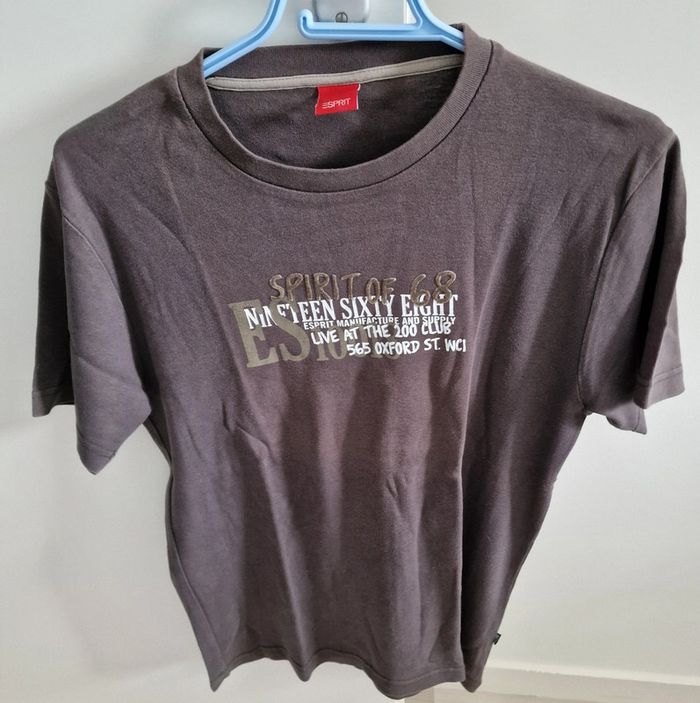 ESPRIT
SPIRIT OF 68
NINETEEN SIXTY EIGHT
ESPRIT MANUFACTURE AND SUPPLY
LIVE AT THE 200 CLUB
565 OXFORD ST. WC1
ES